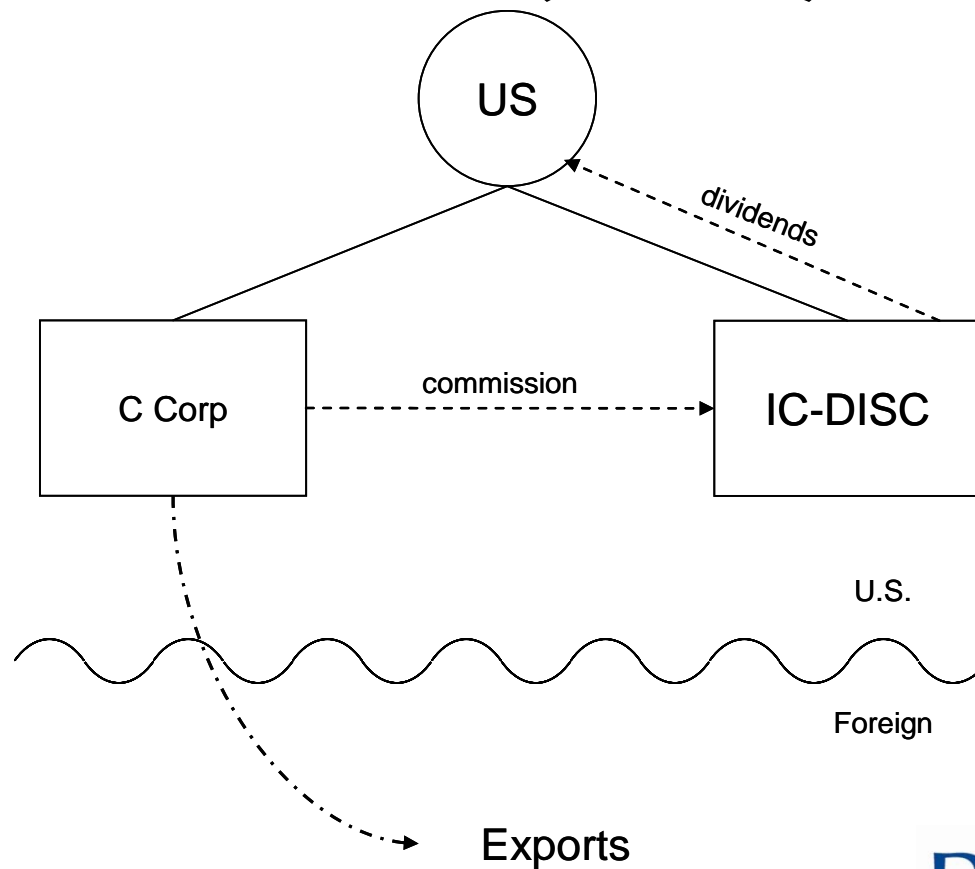 US
dividends
commission
C Corp
IC-DISC
U.S.
Foreign
Exports